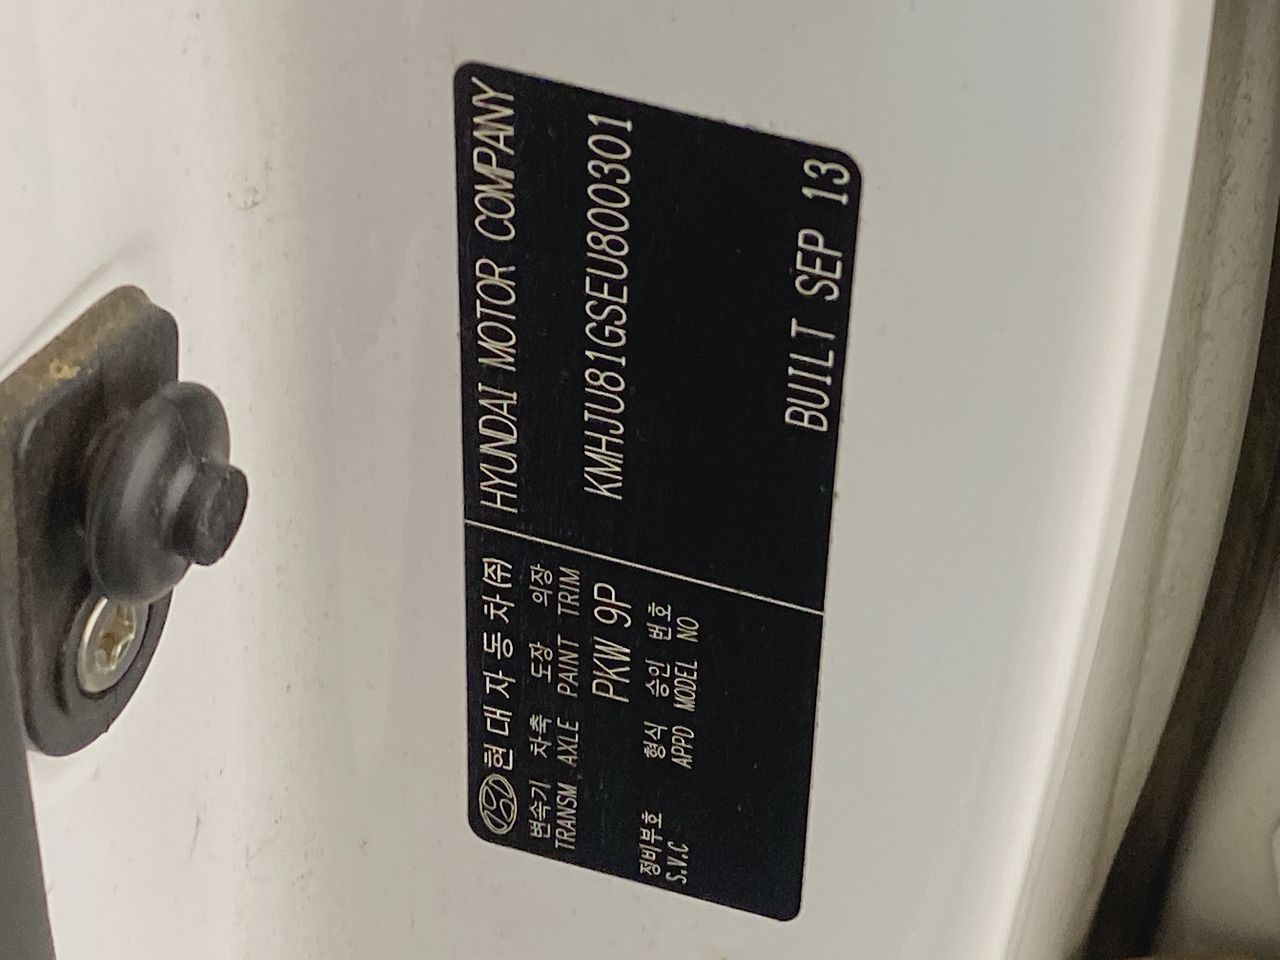 현대자동차(주) HYUNDAI MOTOR COMPANY
변속기 차축 도장 의장
TRANSM AXLE PAINT TRIM
PKW 9P
KMHJU81GSEU800301
정비부호 형식 승인 번호
S.V.C APPD MODEL NO
BUILT SEP 13